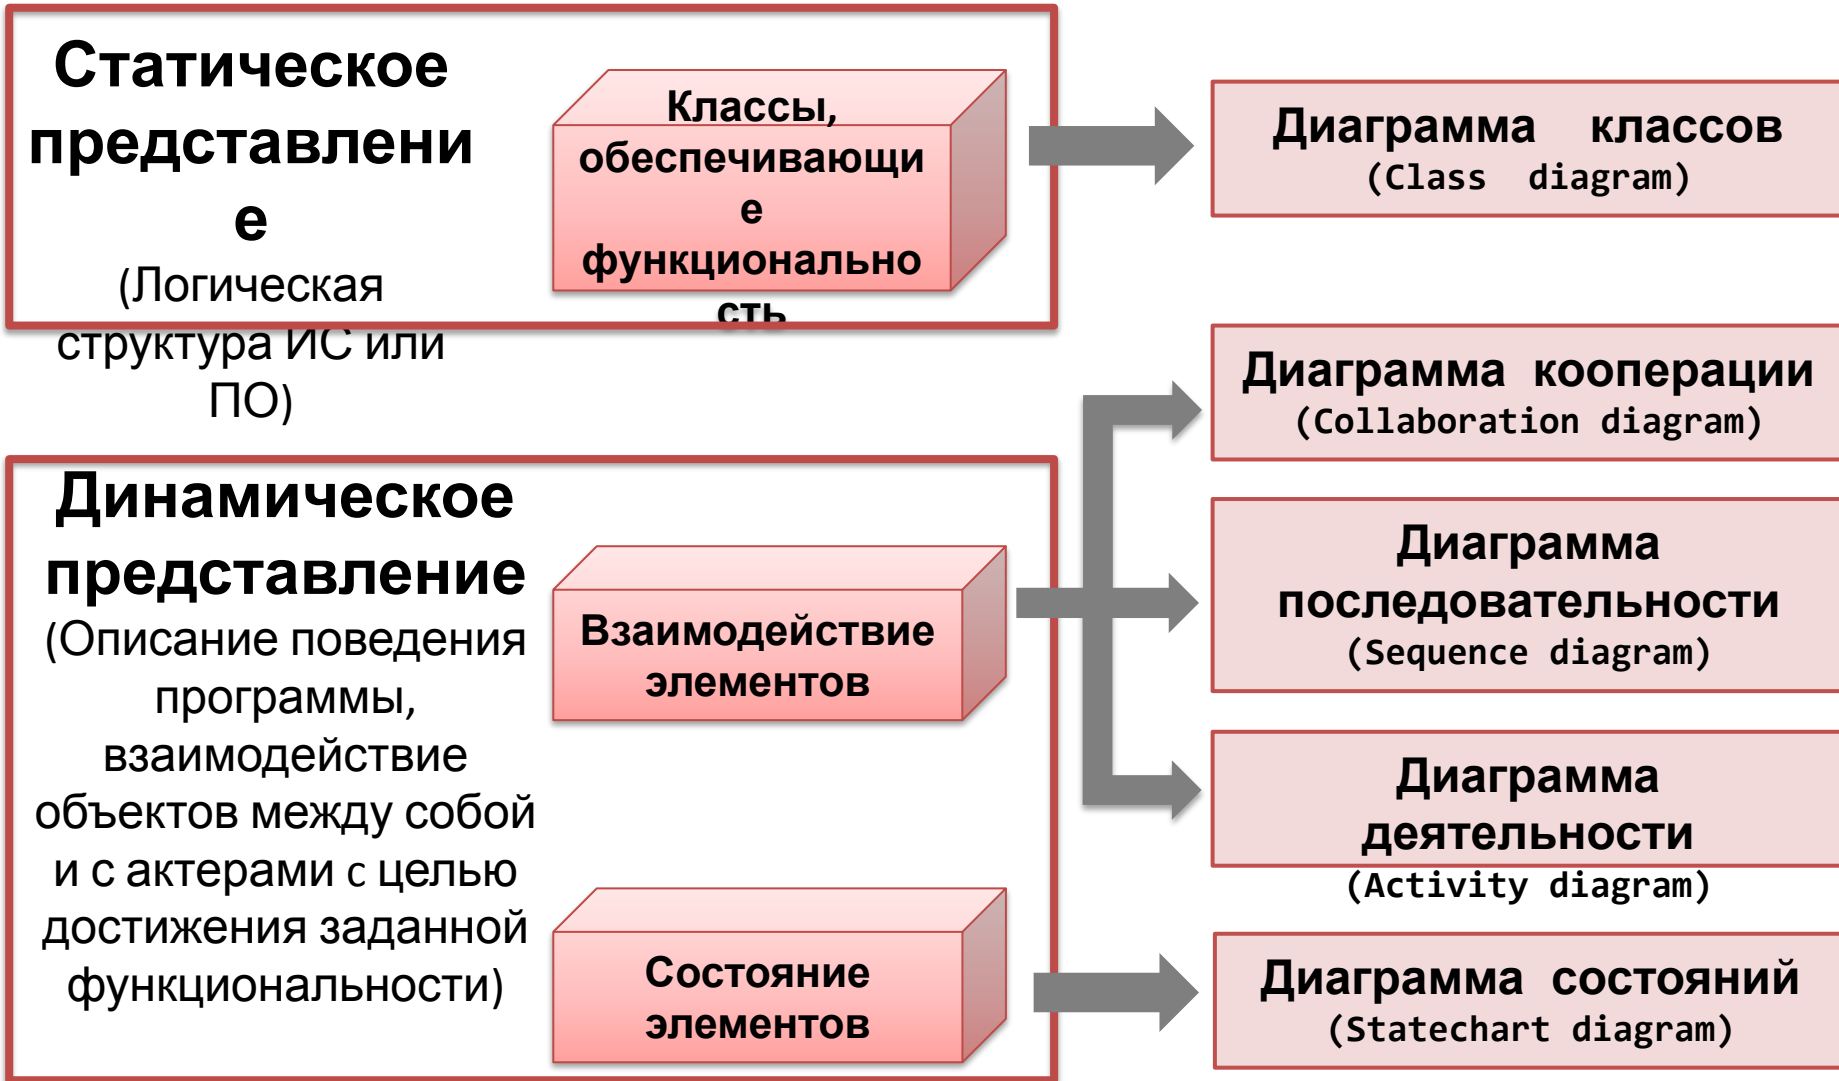 Статическое
представлени
е
(Логическая
структура ИС или
ПО)
Классы,
обеспечивающи
е
функционально
сть
Диаграмма классов
(Class diagram)
Динамическое
представление
(Описание поведения
программы,
взаимодействие
объектов между собой
и с актерами с целью
достижения заданной
функциональности)
Взаимодействие
элементов
Состояние
элементов
Диаграмма кооперации
(Collaboration diagram)
Диаграмма
последовательности
(Sequence diagram)
Диаграмма
деятельности
(Activity diagram)
Диаграмма состояний
(Statechart diagram)